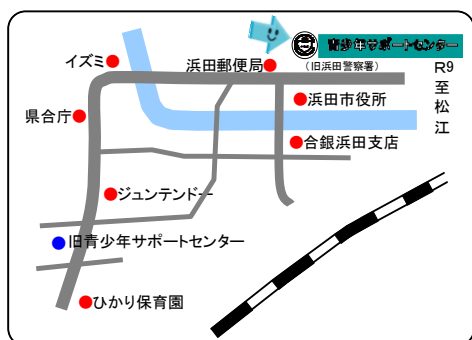 青少年サポートセンター
イズミ
浜田郵便局
(旧浜田警察署)
R9
至松江
浜田市役所
県合庁
合銀浜田支店
ジュンテンドー
旧青少年サポートセンター
ひかり保育園